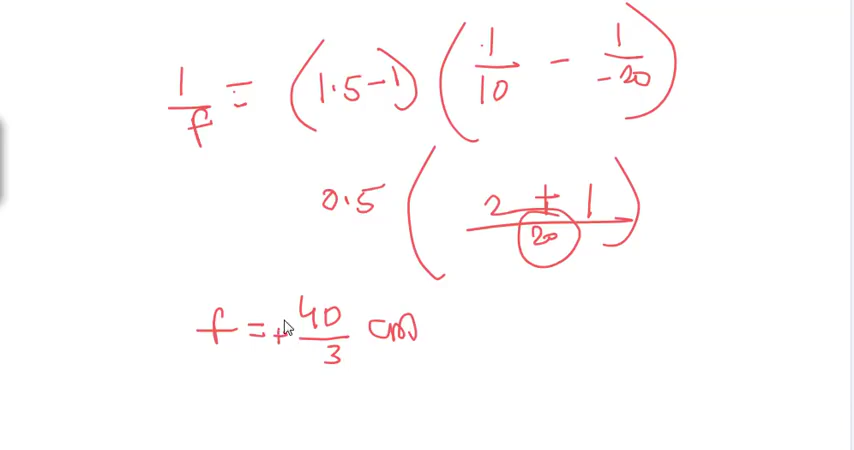 1/f = (1.5-1) (1/10 - 1/-20)
0.5 (2 + 1/20)
f = + 40/3 cm